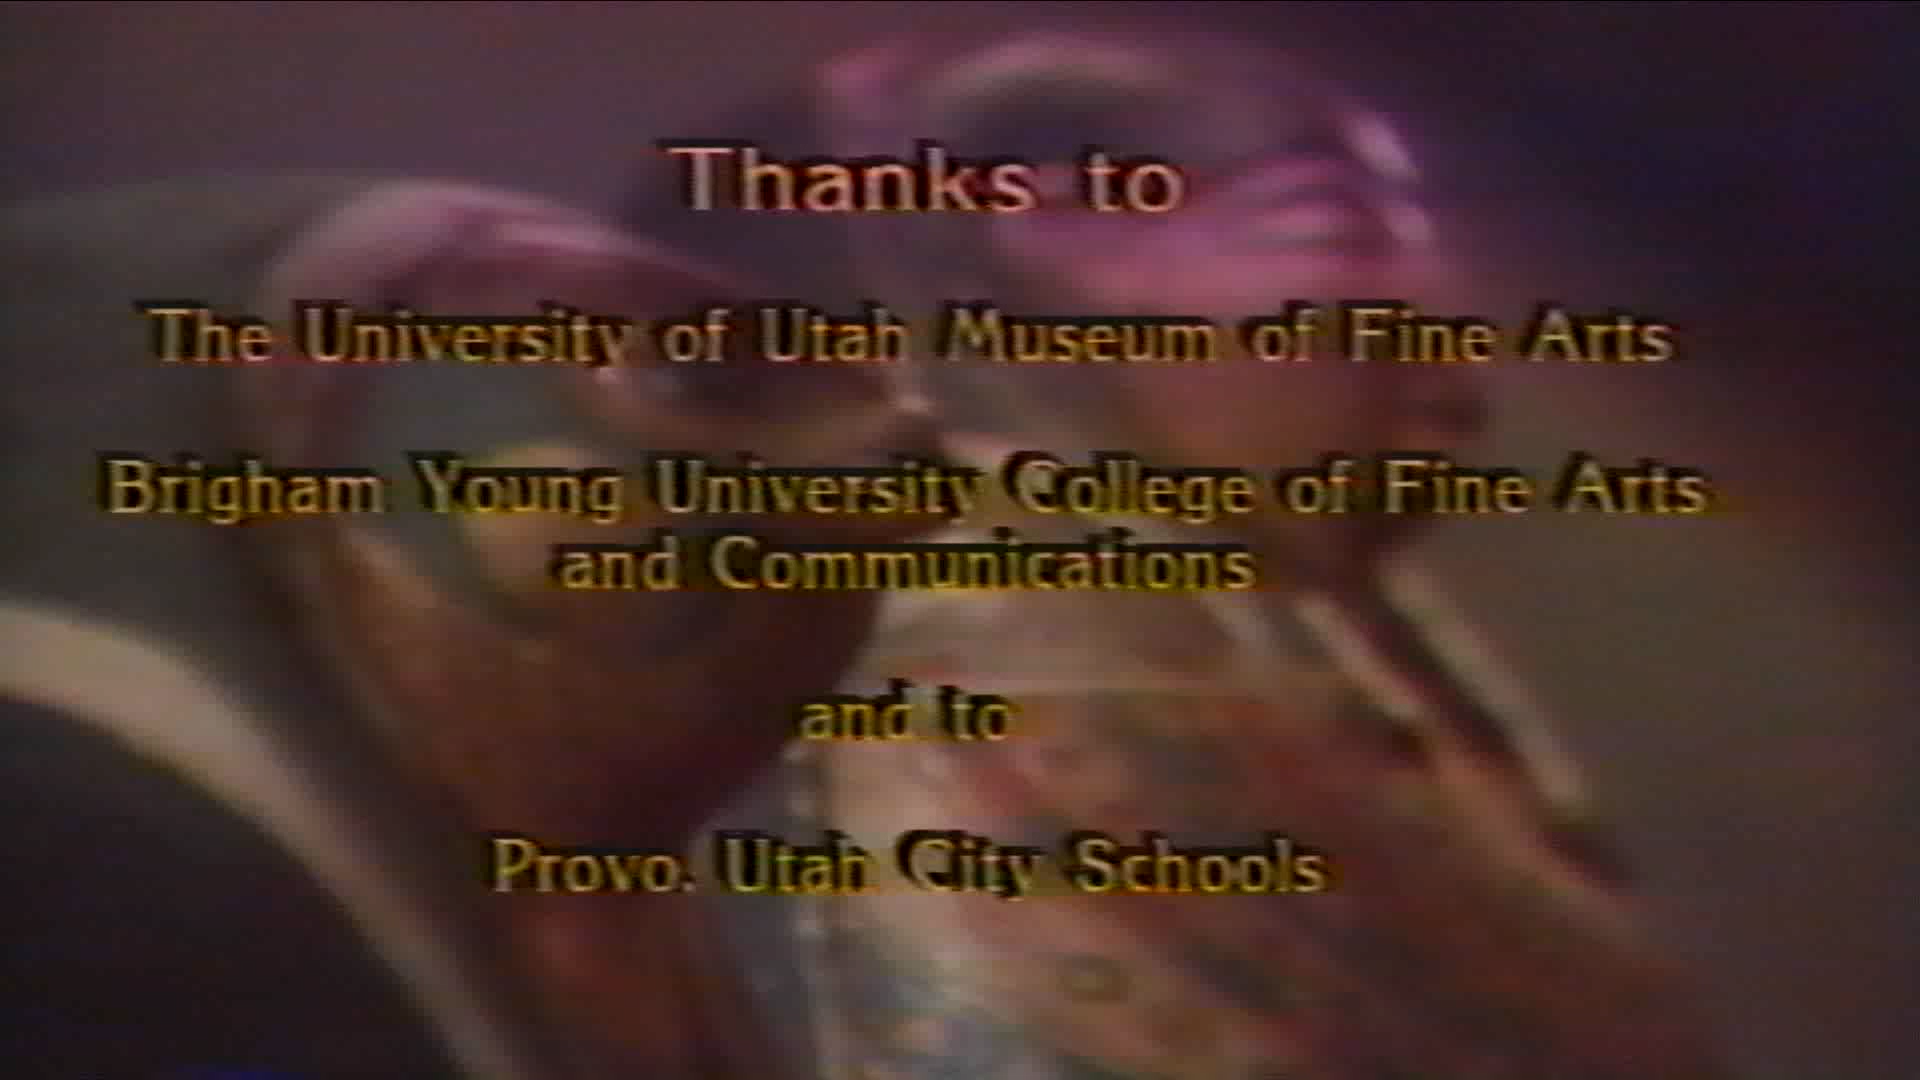 Thanks to
The University of Utah Museum of Fine Arts
Brigham Young University College of Fine Arts
and Communications
and to
Provo. Utah City Schools